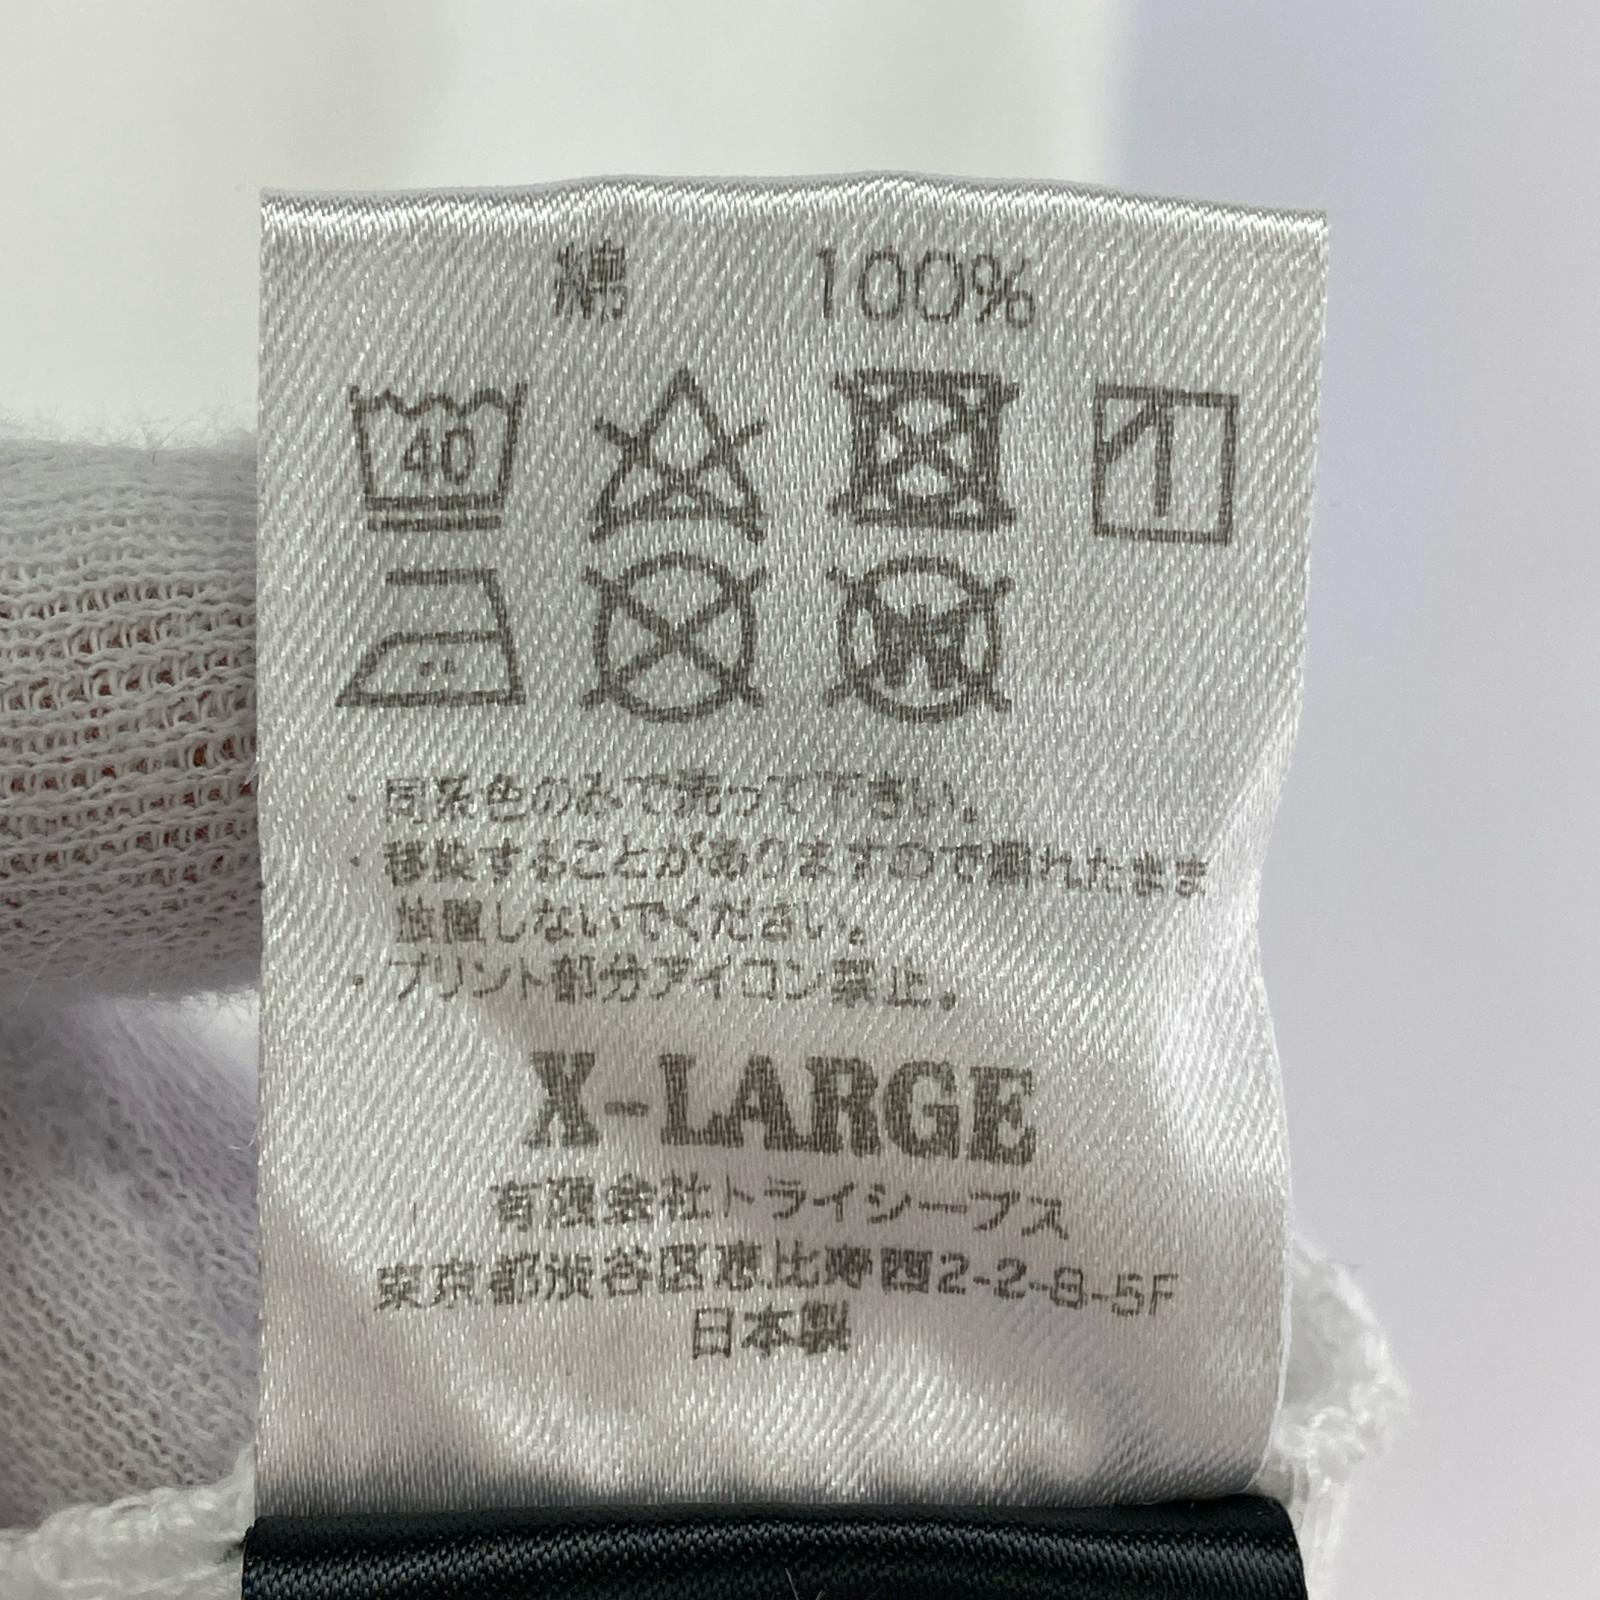 綿 100%
40
・同系色のみで洗って下さい。
・移染することがありますので濡れたまま
放置しないでください。
・プリント部分アイロン禁止。
X-LARGE
有限会社トライシープス
東京都渋谷区恵比寿西2-2-8-5F
日本製